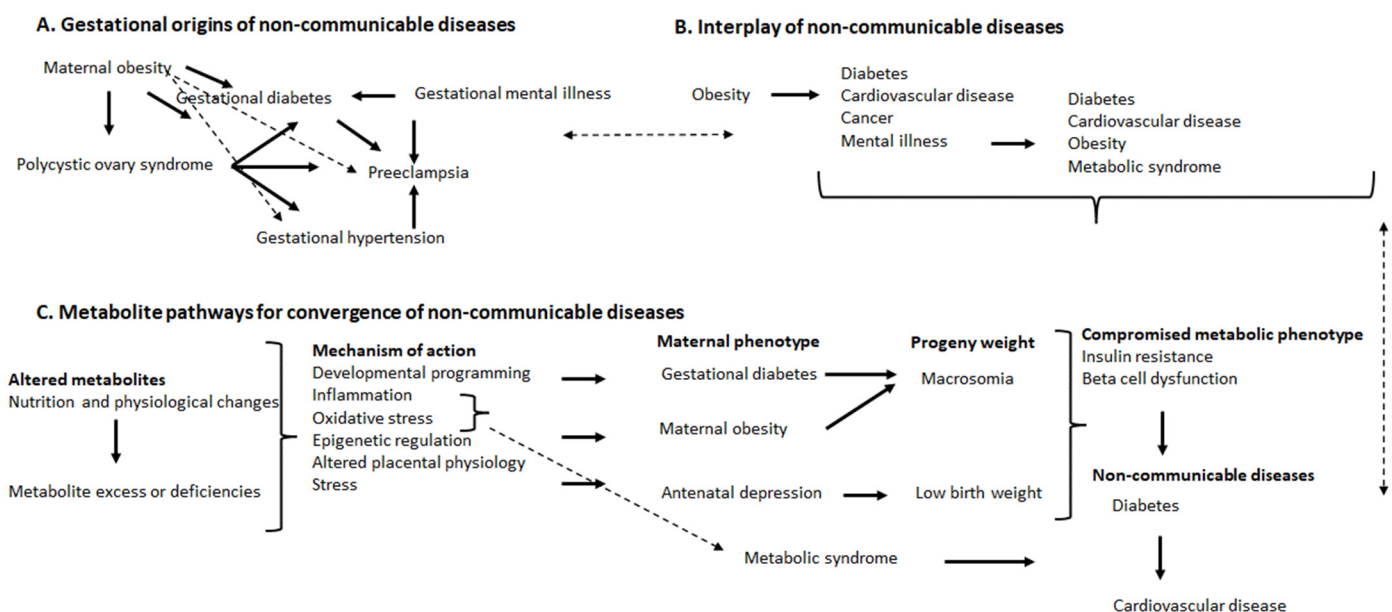 A. Gestational origins of non-communicable diseases
Maternal obesity
Gestational diabetes
Gestational mental illness
Polycystic ovary syndrome
Preeclampsia
Gestational hypertension
B. Interplay of non-communicable diseases
Obesity
Diabetes
Cardiovascular disease
Cancer
Mental illness
Diabetes
Cardiovascular disease
Obesity
Metabolic syndrome
C. Metabolite pathways for convergence of non-communicable diseases
Altered metabolites
Nutrition and physiological changes
Metabolite excess or deficiencies
Mechanism of action
Developmental programming
Inflammation
Oxidative stress
Epigenetic regulation
Altered placental physiology
Stress
Maternal phenotype
Gestational diabetes
Maternal obesity
Antenatal depression
Metabolic syndrome
Progeny weight
Macrosomia
Low birth weight
Compromised metabolic phenotype
Insulin resistance
Beta cell dysfunction
Non-communicable diseases
Diabetes
Cardiovascular disease